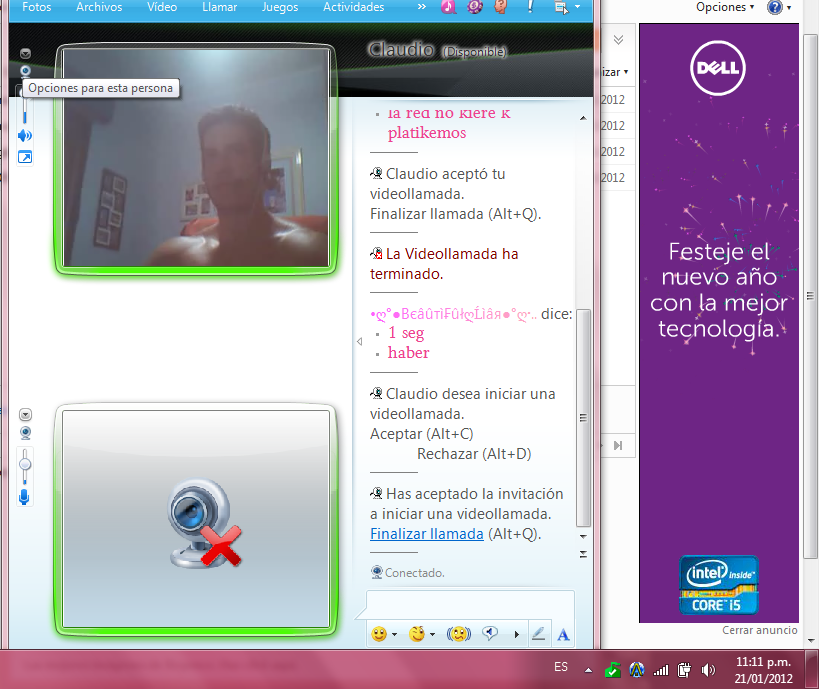 Fotos Archivos Vídeo Llamar Juegos Actividades »
Opciones
Claudio (Disponible)
Opciones para esta persona
izar
2012
2012
2012
2012
la red no kiere k
platikemos
Claudio aceptó tu
videollamada.
Finalizar llamada (Alt+Q).
La Videollamada ha
terminado.
dice:
1 seg
haber
Claudio desea iniciar una
videollamada.
Aceptar (Alt+C)
Rechazar (Alt+D)
Has aceptado la invitación
a iniciar una videollamada.
Finalizar llamada (Alt+Q).
Conectado.
A
DELL
Festeje el
nuevo año
con la mejor
tecnología.
intel inside™
CORE™ i5
Cerrar anuncio
ES
11:11 p.m.
21/01/2012